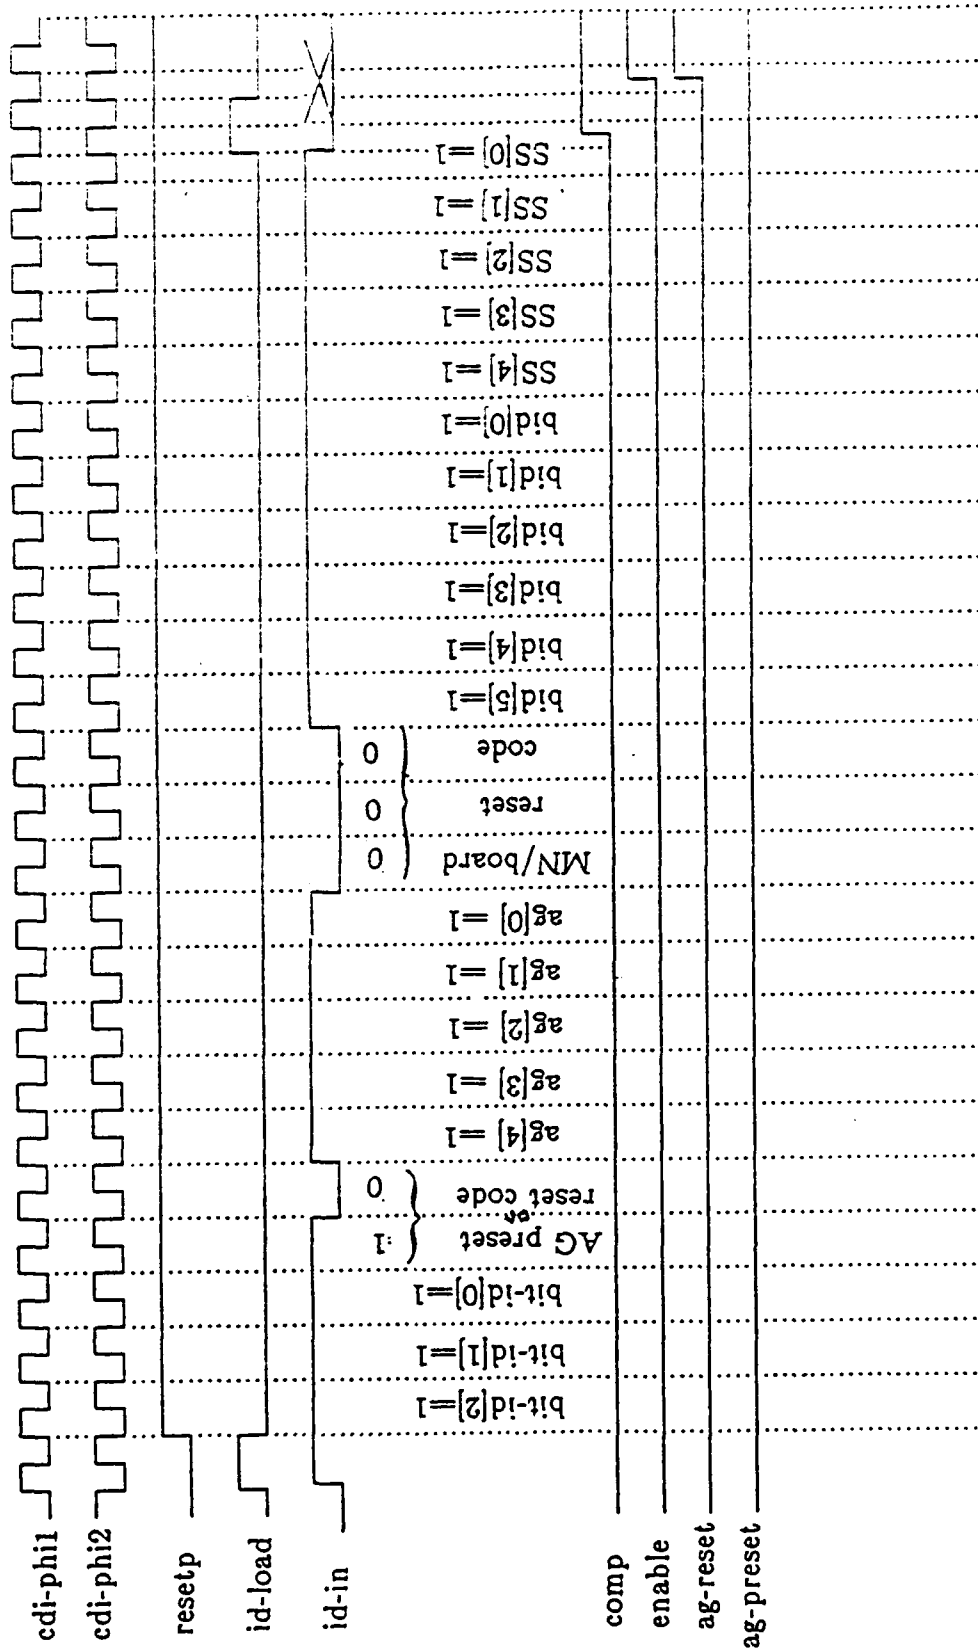 cdi-phi1
cdi-phi2
resetp
id-load
id-in
comp
enable
ag-reset
ag-preset
bit-id[2]=1
bit-id[1]=1
bit-id[0]=1
AG preset 1
or
reset code 0
ag[4] =1
ag[3] =1
ag[2] =1
ag[1] =1
ag[0] =1
MN/board 0
reset 0
code 0
bid[5]=1
bid[4]=1
bid[3]=1
bid[2]=1
bid[1]=1
bid[0]=1
SS[4] =1
SS[3] =1
SS[2] =1
SS[1] =1
SS[0] =1